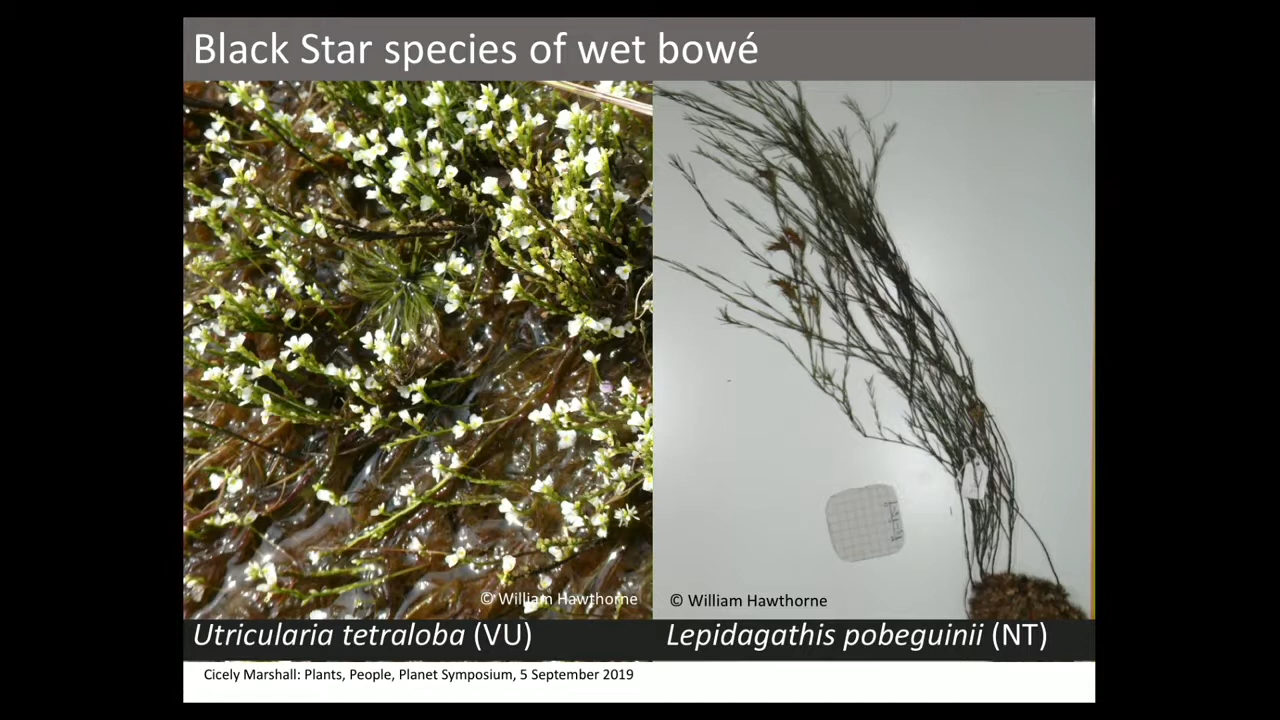 Black Star species of wet bowé
© William Hawthorne
© William Hawthorne
Utricularia tetraloba (VU)
Lepidagathis pobeguinii (NT)
Cicely Marshall: Plants, People, Planet Symposium, 5 September 2019